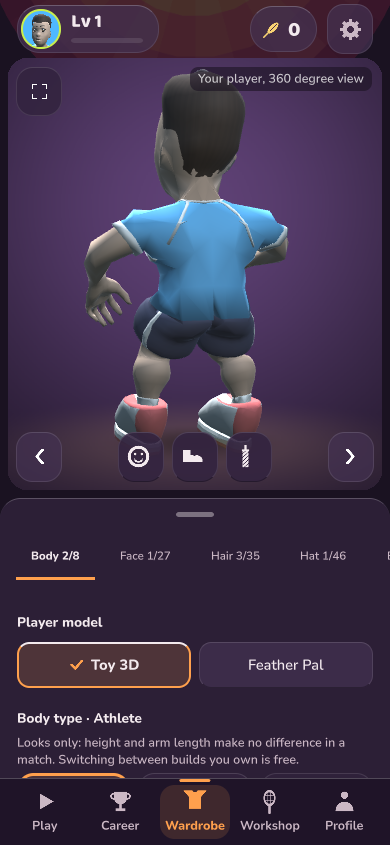 Lv 1
0
Your player, 360 degree view
Body 2/8
Face 1/27
Hair 3/35
Hat 1/46
Player model
Toy 3D
Feather Pal
Body type · Athlete
Looks only: height and arm length make no difference in a
match. Switching between builds you own is free.
Play
Career
Wardrobe
Workshop
Profile